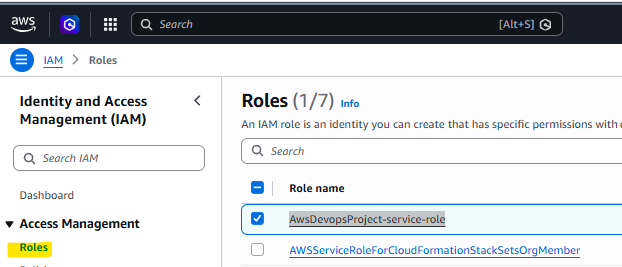 aws
Search
[Alt+S]
IAM > Roles
Identity and Access
Management (IAM)
Search IAM
Dashboard
Access Management
Roles
Roles (1/7) Info
An IAM role is an identity you can create that has specific permissions with
Search
Role name
AwsDevopsProject-service-role
AWSServiceRoleForCloudFormationStackSetsOrgMember